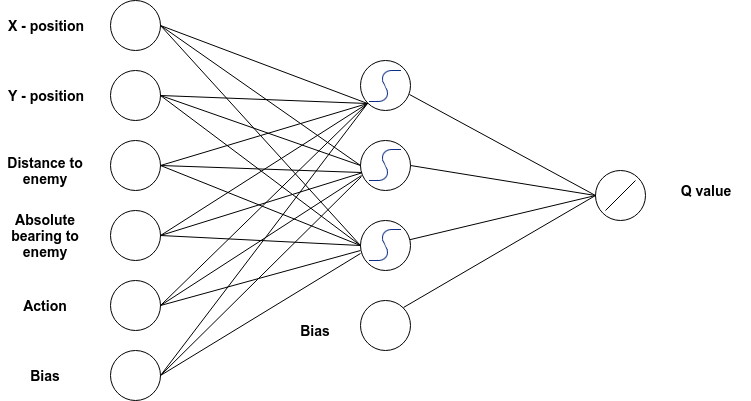 X - position
Y - position
Distance to
enemy
Absolute
bearing to
enemy
Action
Bias
Bias
Q value